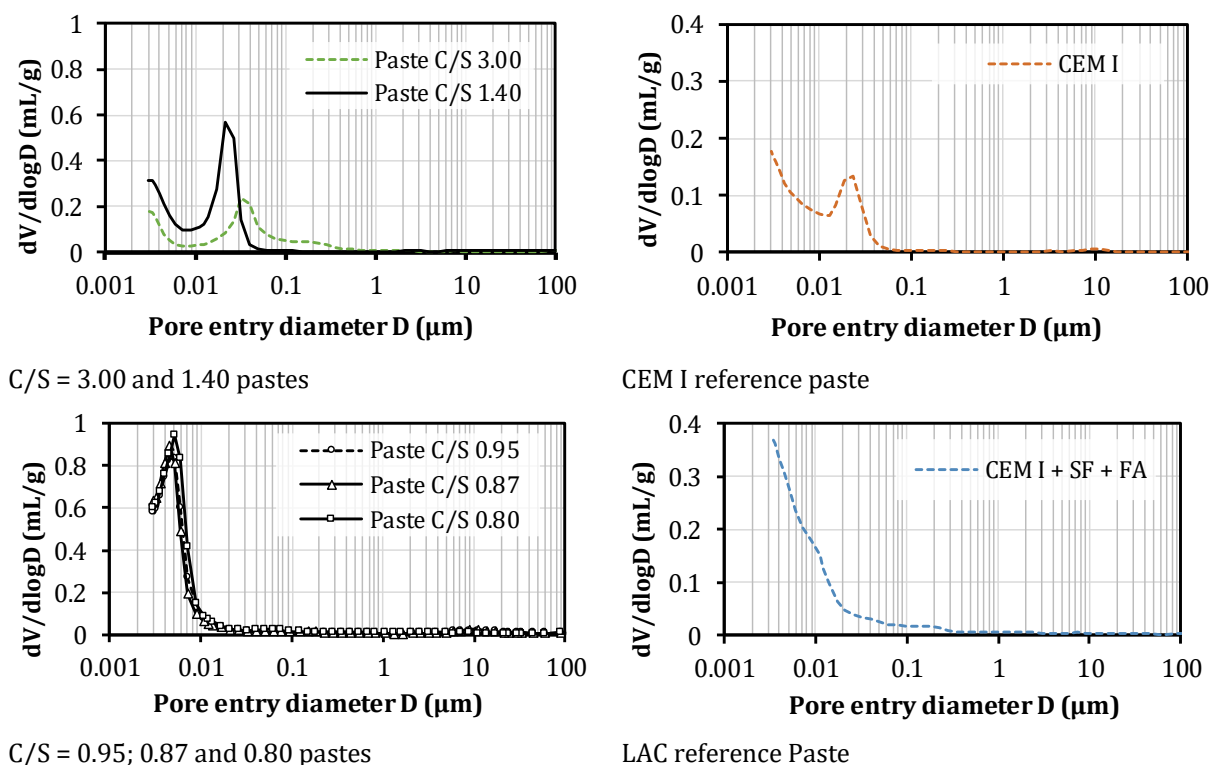 dV/dlogD (mL/g)
1
0.8
0.6
0.4
0.2
0
Paste C/S 3.00
Paste C/S 1.40
0.001 0.01 0.1 1 10 100
Pore entry diameter D (µm)
C/S = 3.00 and 1.40 pastes
dV/dlogD (mL/g)
0.4
0.3
0.2
0.1
0
CEM I
0.001 0.01 0.1 1 10 100
Pore entry diameter D (µm)
CEM I reference paste
dV/dlogD (mL/g)
1
0.8
0.6
0.4
0.2
0
Paste C/S 0.95
Paste C/S 0.87
Paste C/S 0.80
0.001 0.01 0.1 1 10 100
Pore entry diameter D (µm)
C/S = 0.95; 0.87 and 0.80 pastes
dV/dlogD (mL/g)
0.4
0.3
0.2
0.1
0
CEM I + SF + FA
0.001 0.01 0.1 1 10 100
Pore entry diameter D (µm)
LAC reference Paste